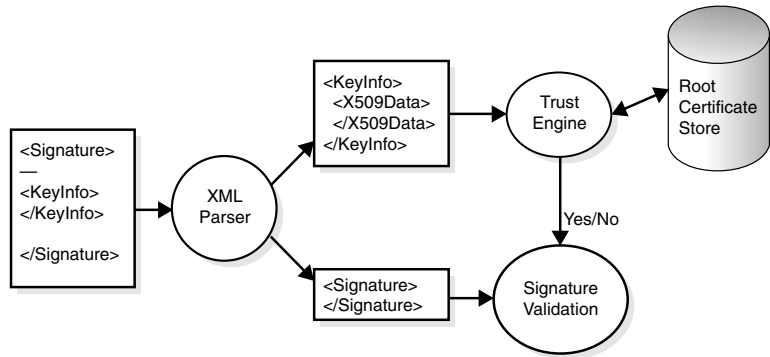 <Signature>
—
<KeyInfo>
</KeyInfo>
</Signature>
XML
Parser
<KeyInfo>
<X509Data>
</X509Data>
</KeyInfo>
Trust
Engine
Root
Certificate
Store
Yes/No
<Signature>
</Signature>
Signature
Validation